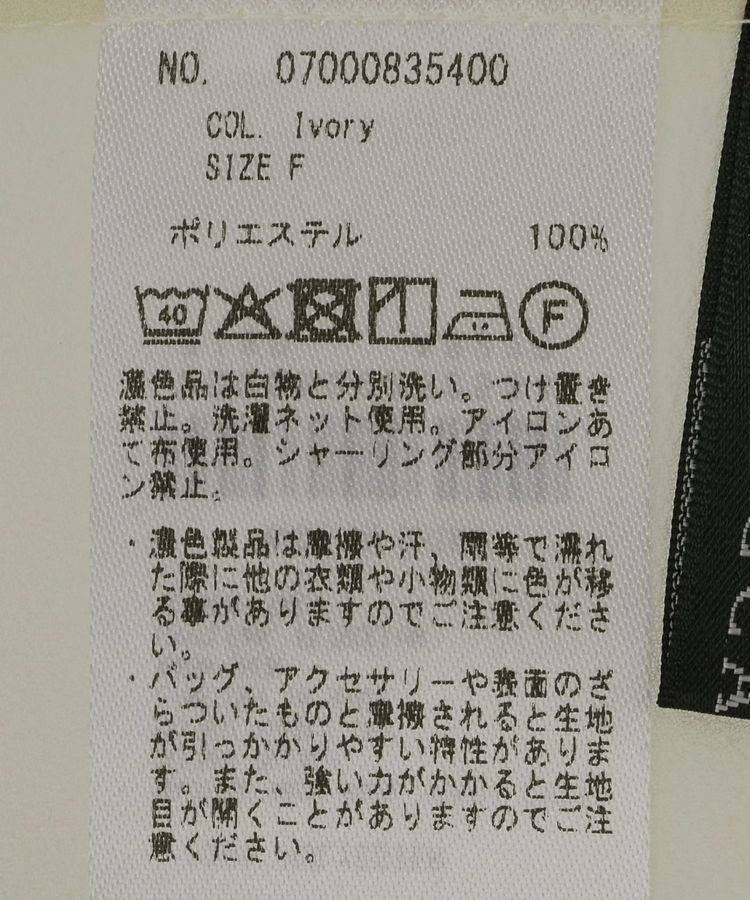 NO. 07000835400
COL. Ivory
SIZE F
ポリエステル 100%
40
F
濃色品は白物と分別洗い。つけ置き
禁止。洗濯ネット使用。アイロンあ
て布使用。シャーリング部分アイロ
ン禁止。
・濃色製品は摩擦や汗、雨等で濡れ
た際に他の衣類や小物類に色が移
る事がありますのでご注意くださ
い。
・バッグ、アクセサリーや表面のざ
らついたものと摩擦されると生地
が引っかかりやすい特性がありま
す。また、強い力がかかると生地
目が開くことがありますのでご注
意ください。